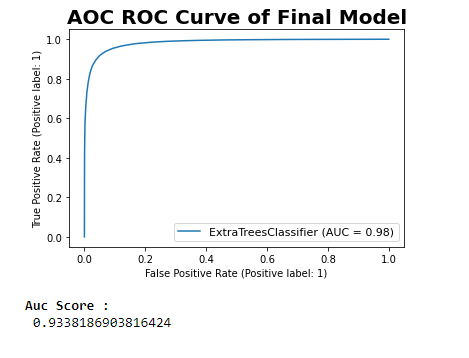 AOC ROC Curve of Final Model
1.0
0.8
0.6
0.4
0.2
0.0
True Positive Rate (Positive label: 1)
ExtraTreesClassifier (AUC = 0.98)
0.0 0.2 0.4 0.6 0.8 1.0
False Positive Rate (Positive label: 1)
Auc Score :
0.9338186903816424